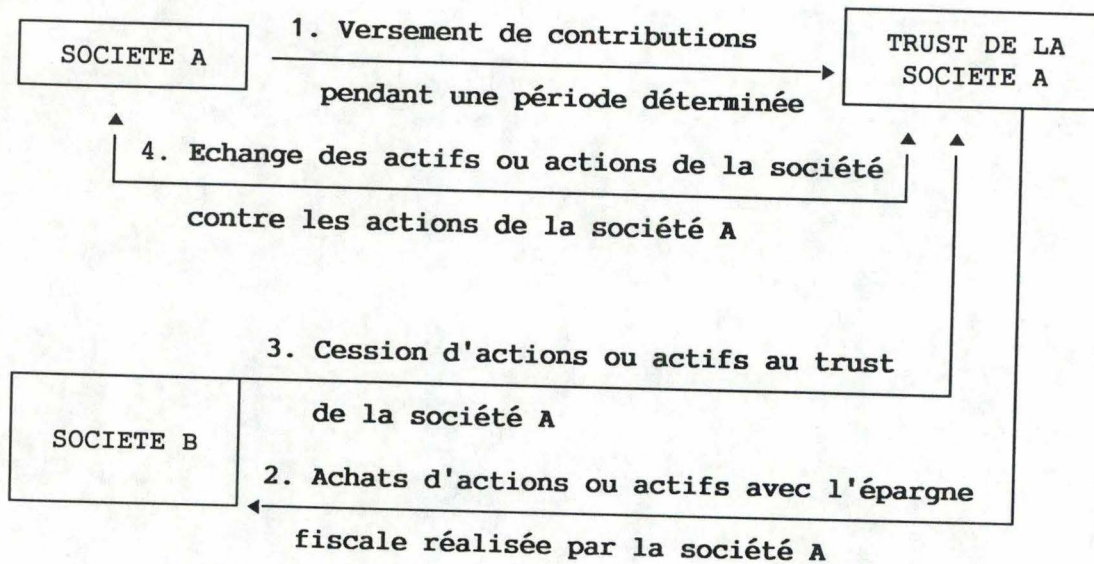 SOCIETE A
1. Versement de contributions
pendant une période déterminée
TRUST DE LA
SOCIETE A
4. Echange des actifs ou actions de la société
contre les actions de la société A
3. Cession d'actions ou actifs au trust
de la société A
SOCIETE B
2. Achats d'actions ou actifs avec l'épargne
fiscale réalisée par la société A